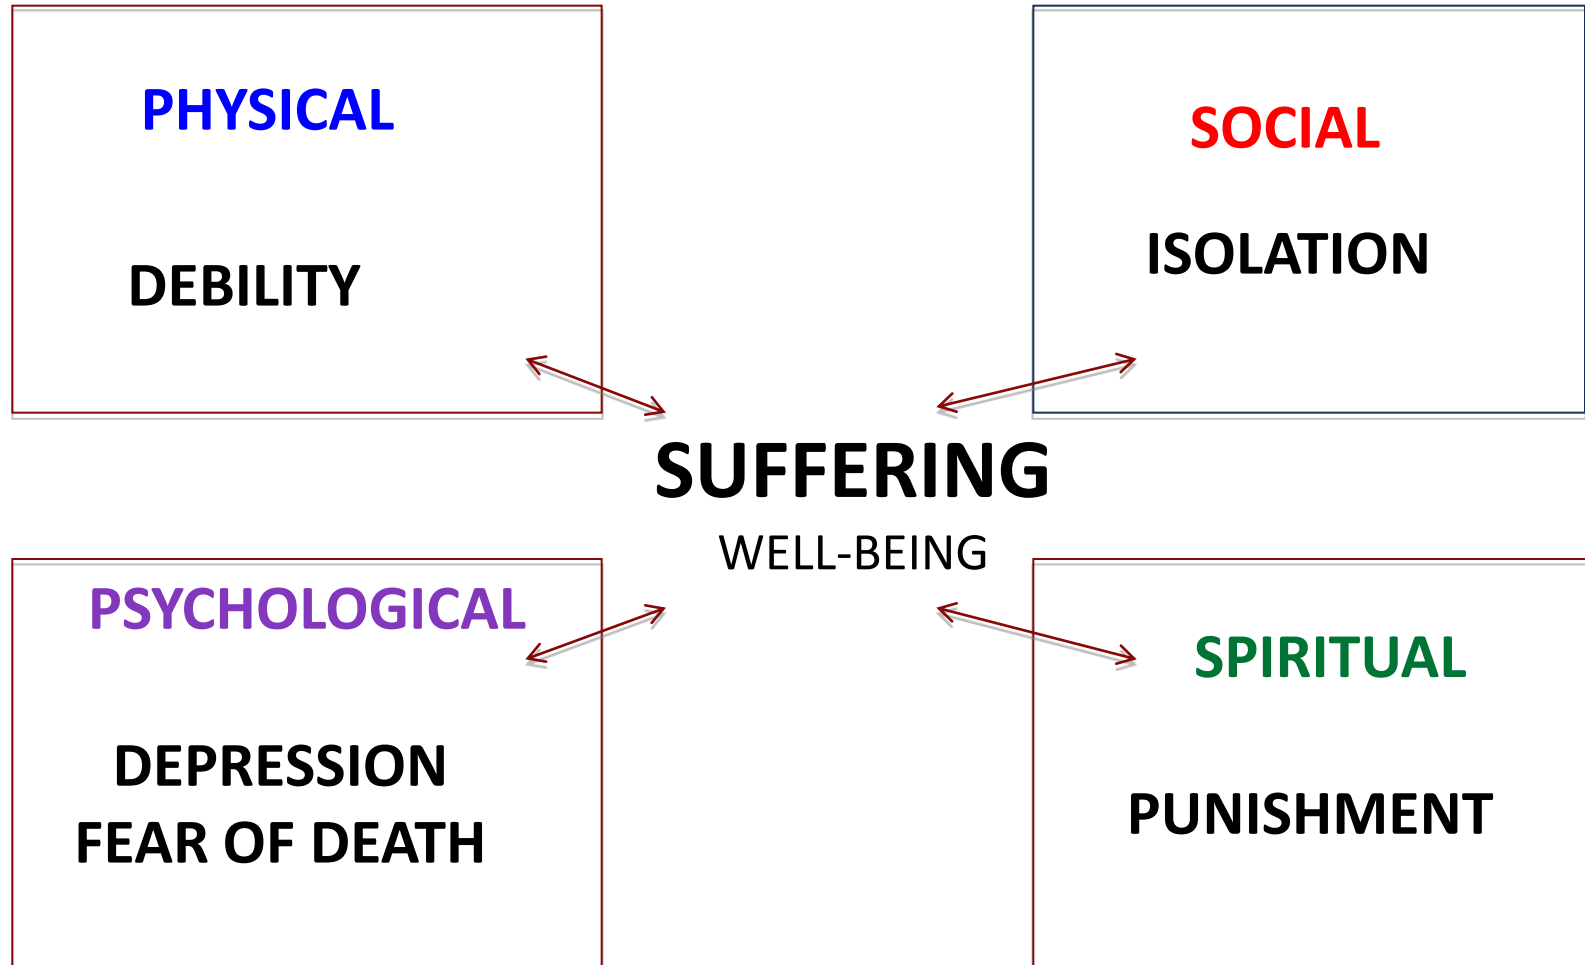 PHYSICAL
DEBILITY
SOCIAL
ISOLATION
SUFFERING
WELL-BEING
PSYCHOLOGICAL
DEPRESSION
FEAR OF DEATH
SPIRITUAL
PUNISHMENT